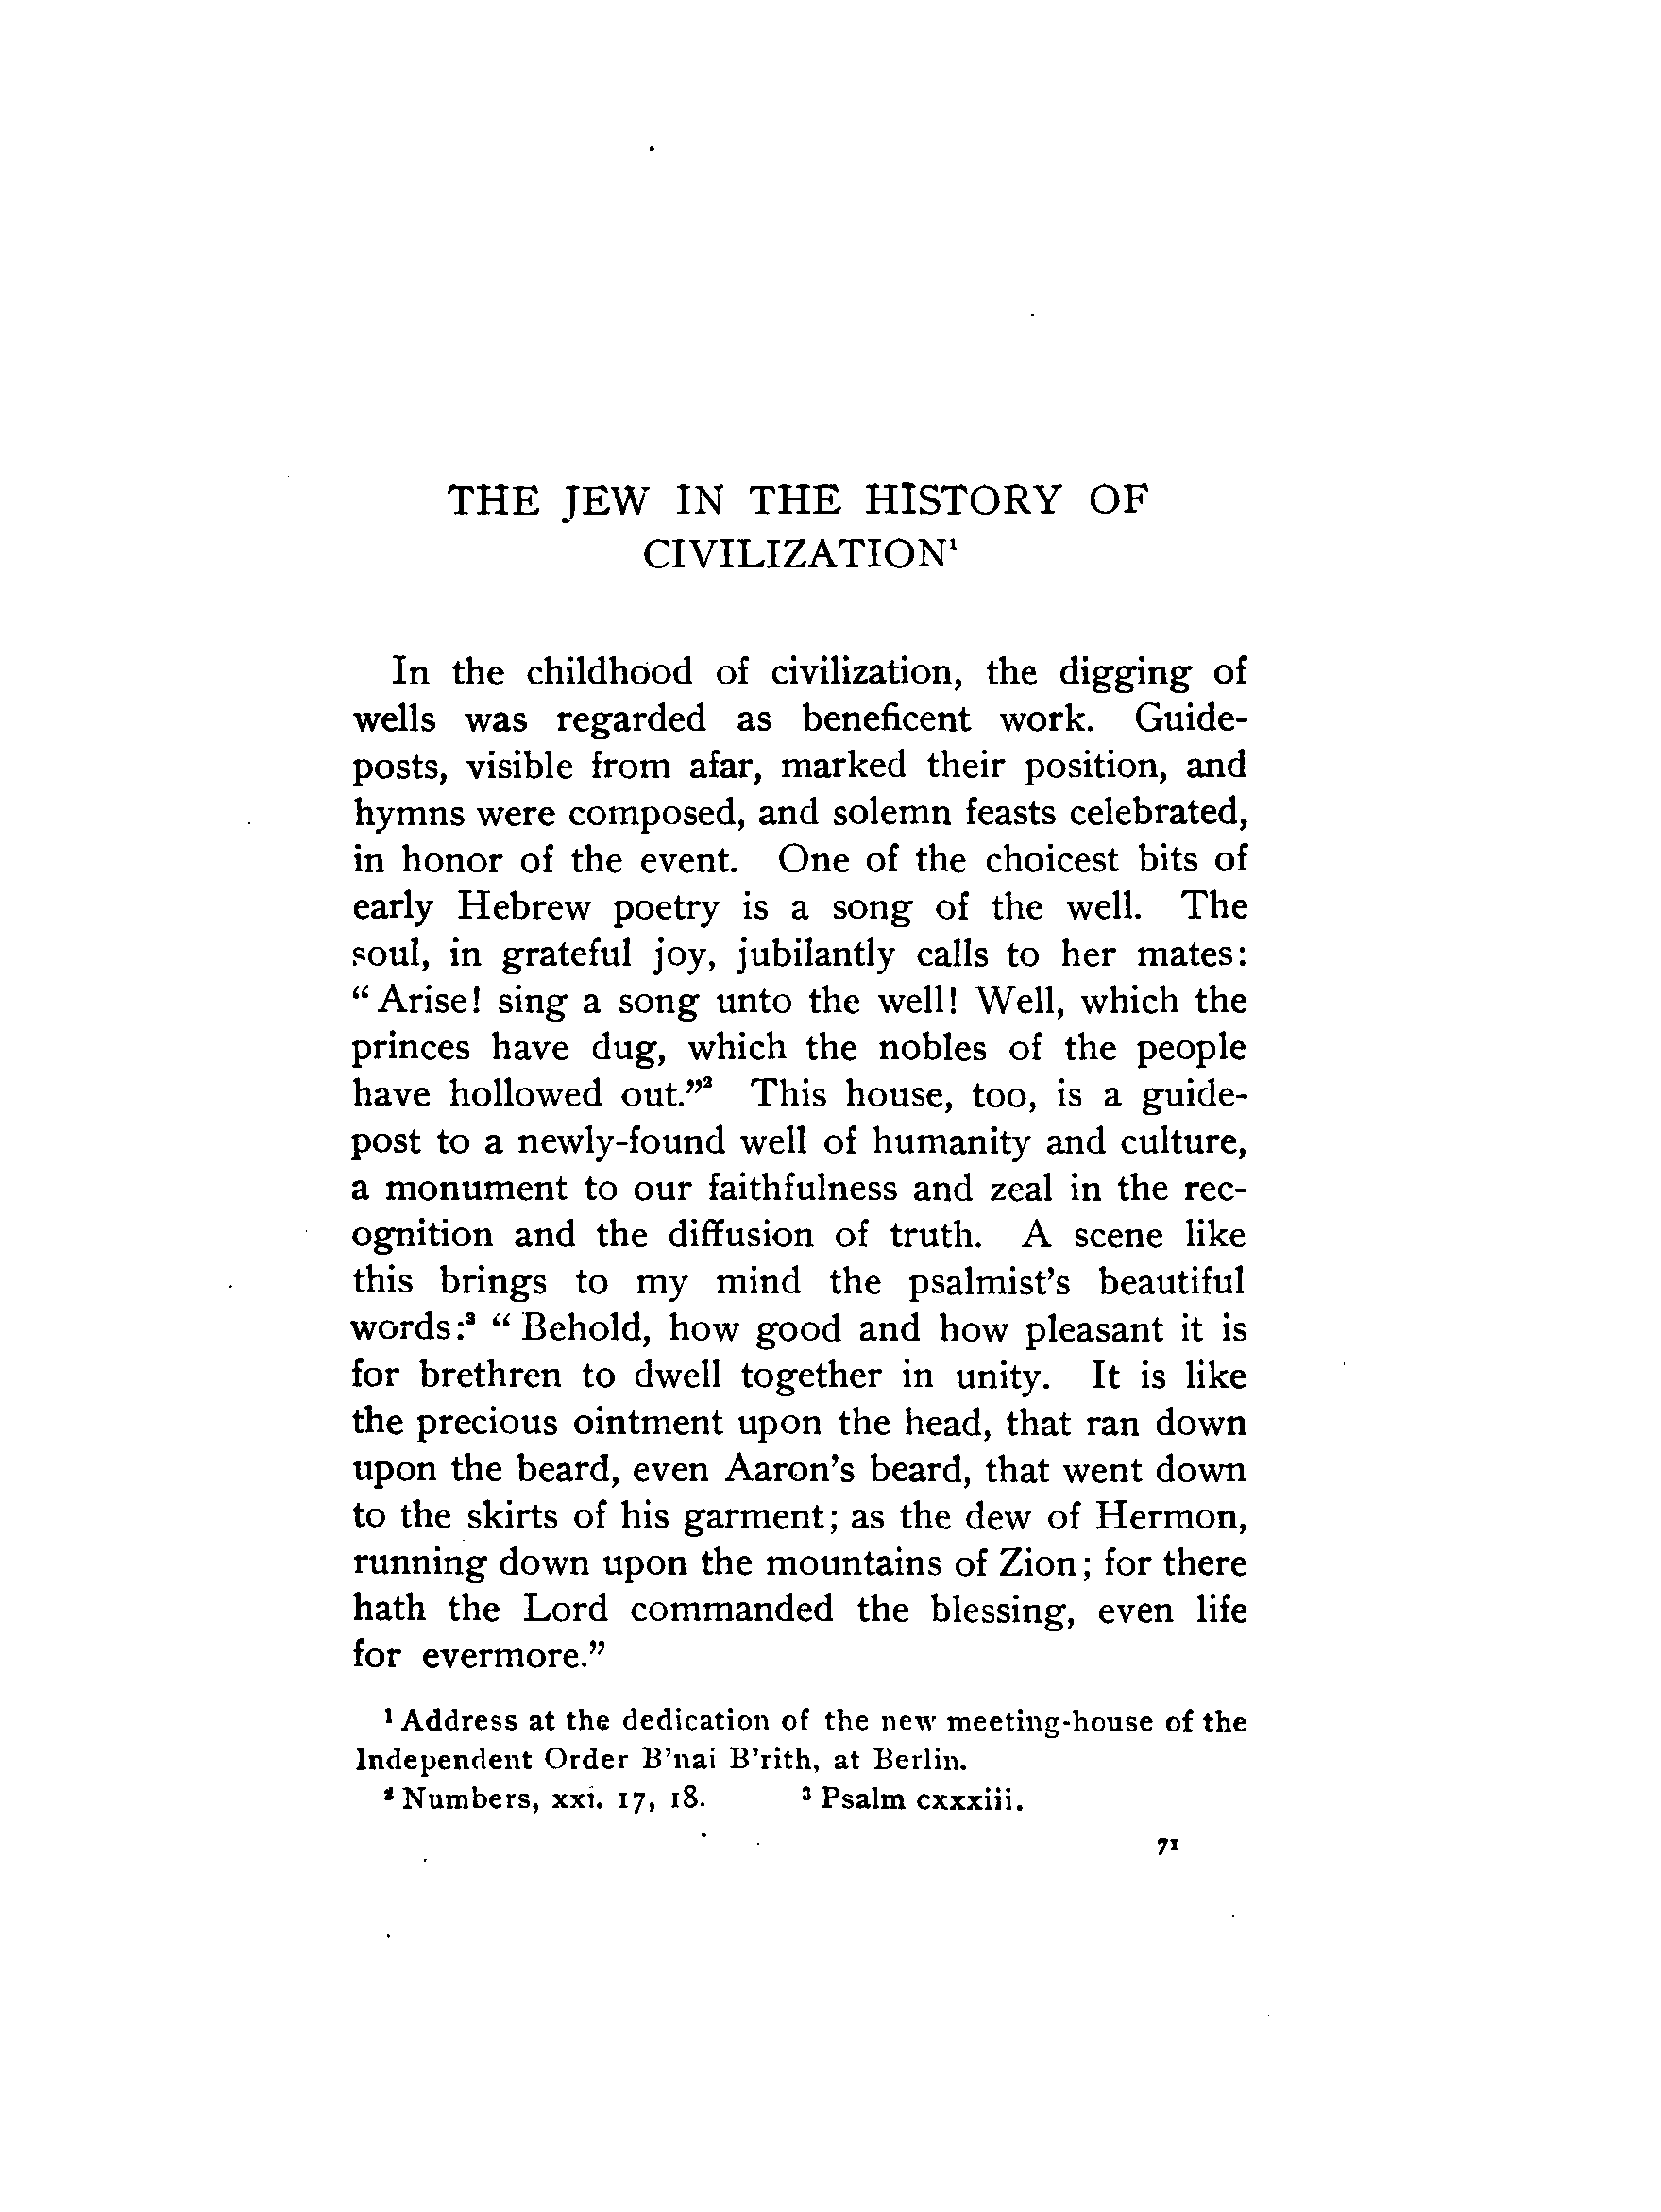 THE JEW IN THE HISTORY OF
CIVILIZATION¹
In the childhood of civilization, the digging of
wells was regarded as beneficent work. Guide-
posts, visible from afar, marked their position, and
hymns were composed, and solemn feasts celebrated,
in honor of the event. One of the choicest bits of
early Hebrew poetry is a song of the well. The
soul, in grateful joy, jubilantly calls to her mates:
“Arise! sing a song unto the well! Well, which the
princes have dug, which the nobles of the people
have hollowed out.”² This house, too, is a guide-
post to a newly-found well of humanity and culture,
a monument to our faithfulness and zeal in the rec-
ognition and the diffusion of truth. A scene like
this brings to my mind the psalmist’s beautiful
words:³ “Behold, how good and how pleasant it is
for brethren to dwell together in unity. It is like
the precious ointment upon the head, that ran down
upon the beard, even Aaron’s beard, that went down
to the skirts of his garment; as the dew of Hermon,
running down upon the mountains of Zion; for there
hath the Lord commanded the blessing, even life
for evermore.”
¹ Address at the dedication of the new meeting-house of the
Independent Order B’nai B’rith, at Berlin.
² Numbers, xxi. 17, 18. ³ Psalm cxxxiii.
71